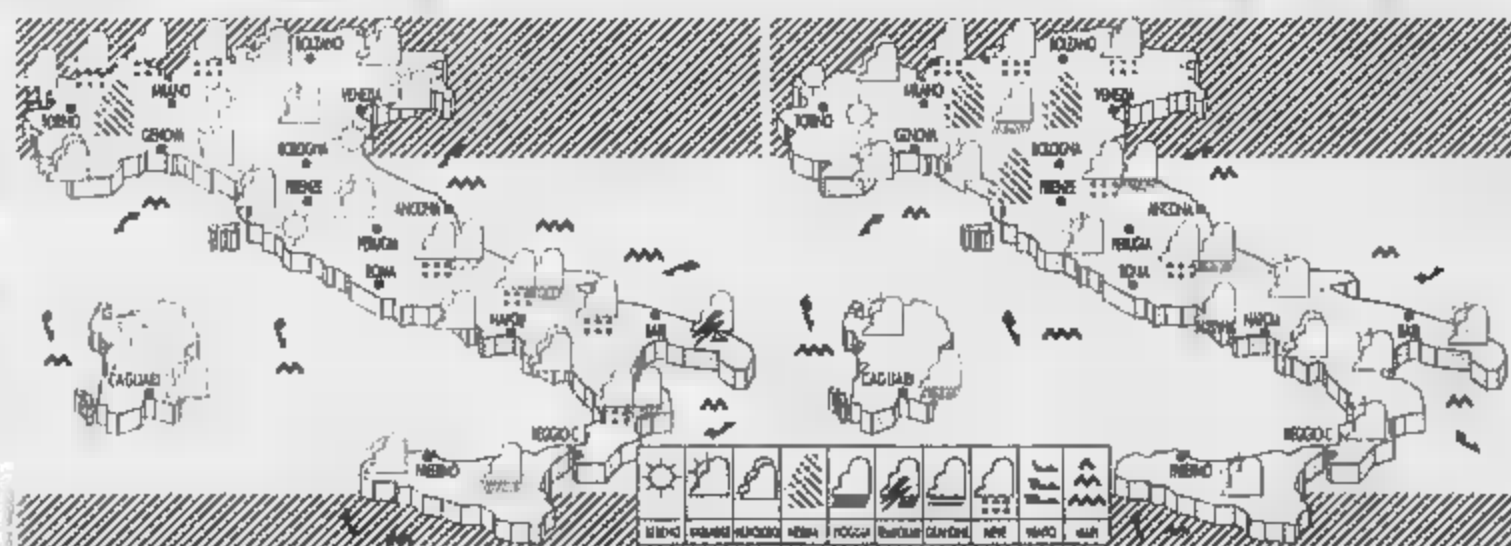 BOLZANO
MILANO
VENEZIA
TORINO
GENOVA
BOLOGNA
FIRENZE
ANCONA
PERUGIA
ROMA
NAPOLI
BARI
CAGLIARI
REGGIO C.
PALERMO
BOLZANO
MILANO
VENEZIA
TORINO
GENOVA
BOLOGNA
FIRENZE
ANCONA
PERUGIA
ROMA
NAPOLI
BARI
CAGLIARI
REGGIO C.
PALERMO
SERENO VARIABILE NUVOLOSO NEBBIA PIOGGIA TEMPORALE GRANDINE NEVE VENTO MARI